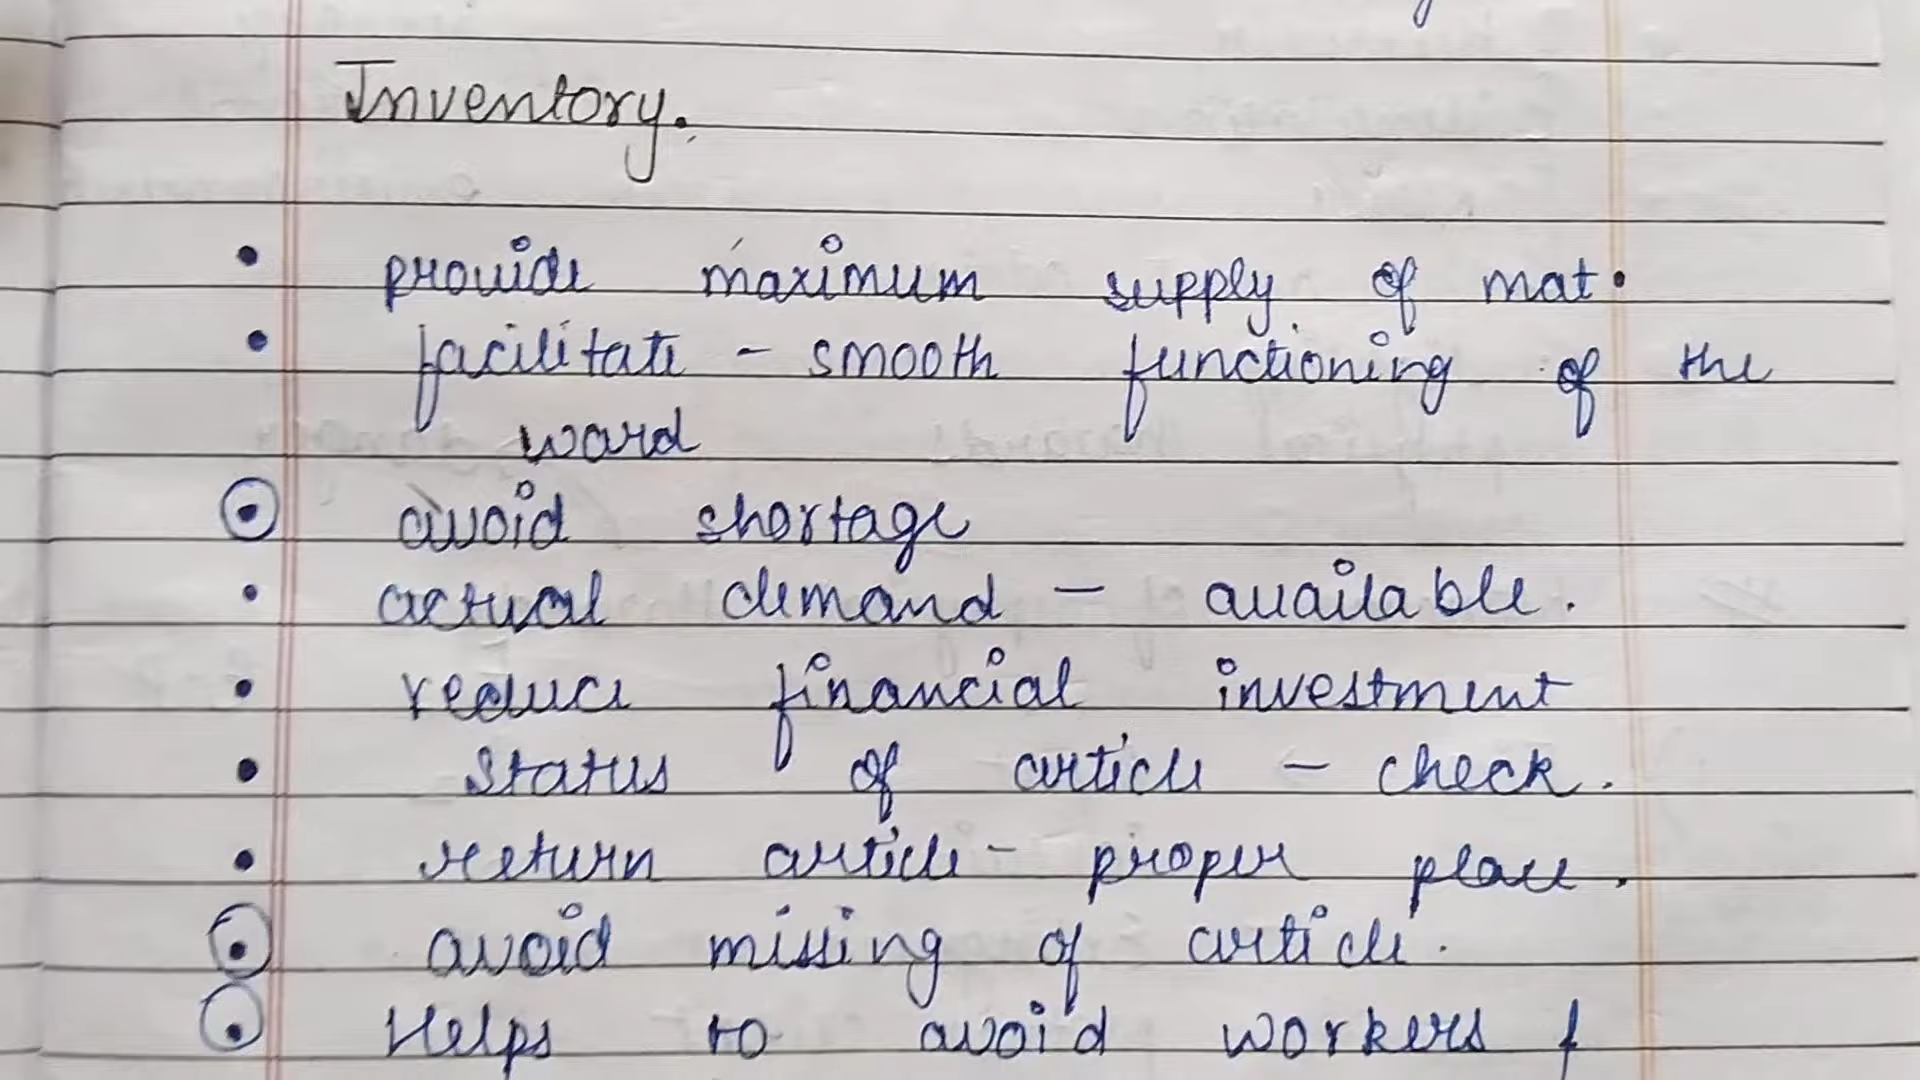 Inventory.
• provide maximum supply of mat.
• facilitate - smooth functioning of the
ward
• avoid shortage
• actual demand - available.
• reduce financial investment
• status of article - check.
• return article - proper place.
• avoid missing of article.
• Helps to avoid workers